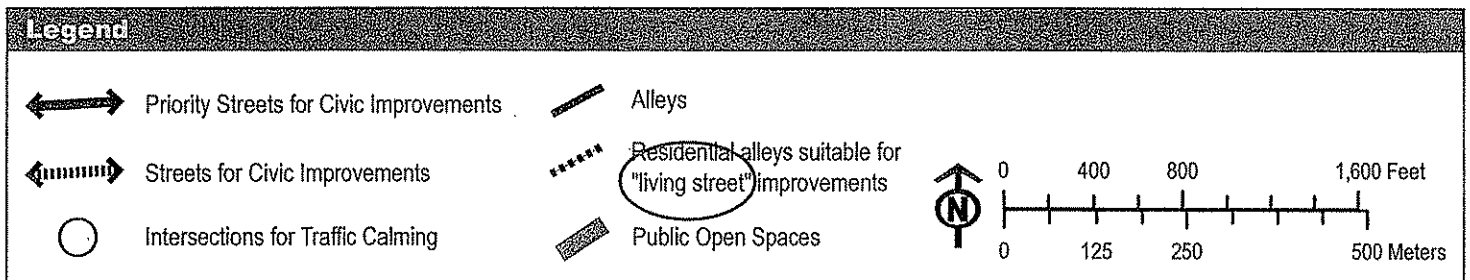 Legend
Priority Streets for Civic Improvements
Streets for Civic Improvements
Intersections for Traffic Calming
Alleys
Residential alleys suitable for
"living street" improvements
Public Open Spaces
N
0 400 800 1,600 Feet
0 125 250 500 Meters